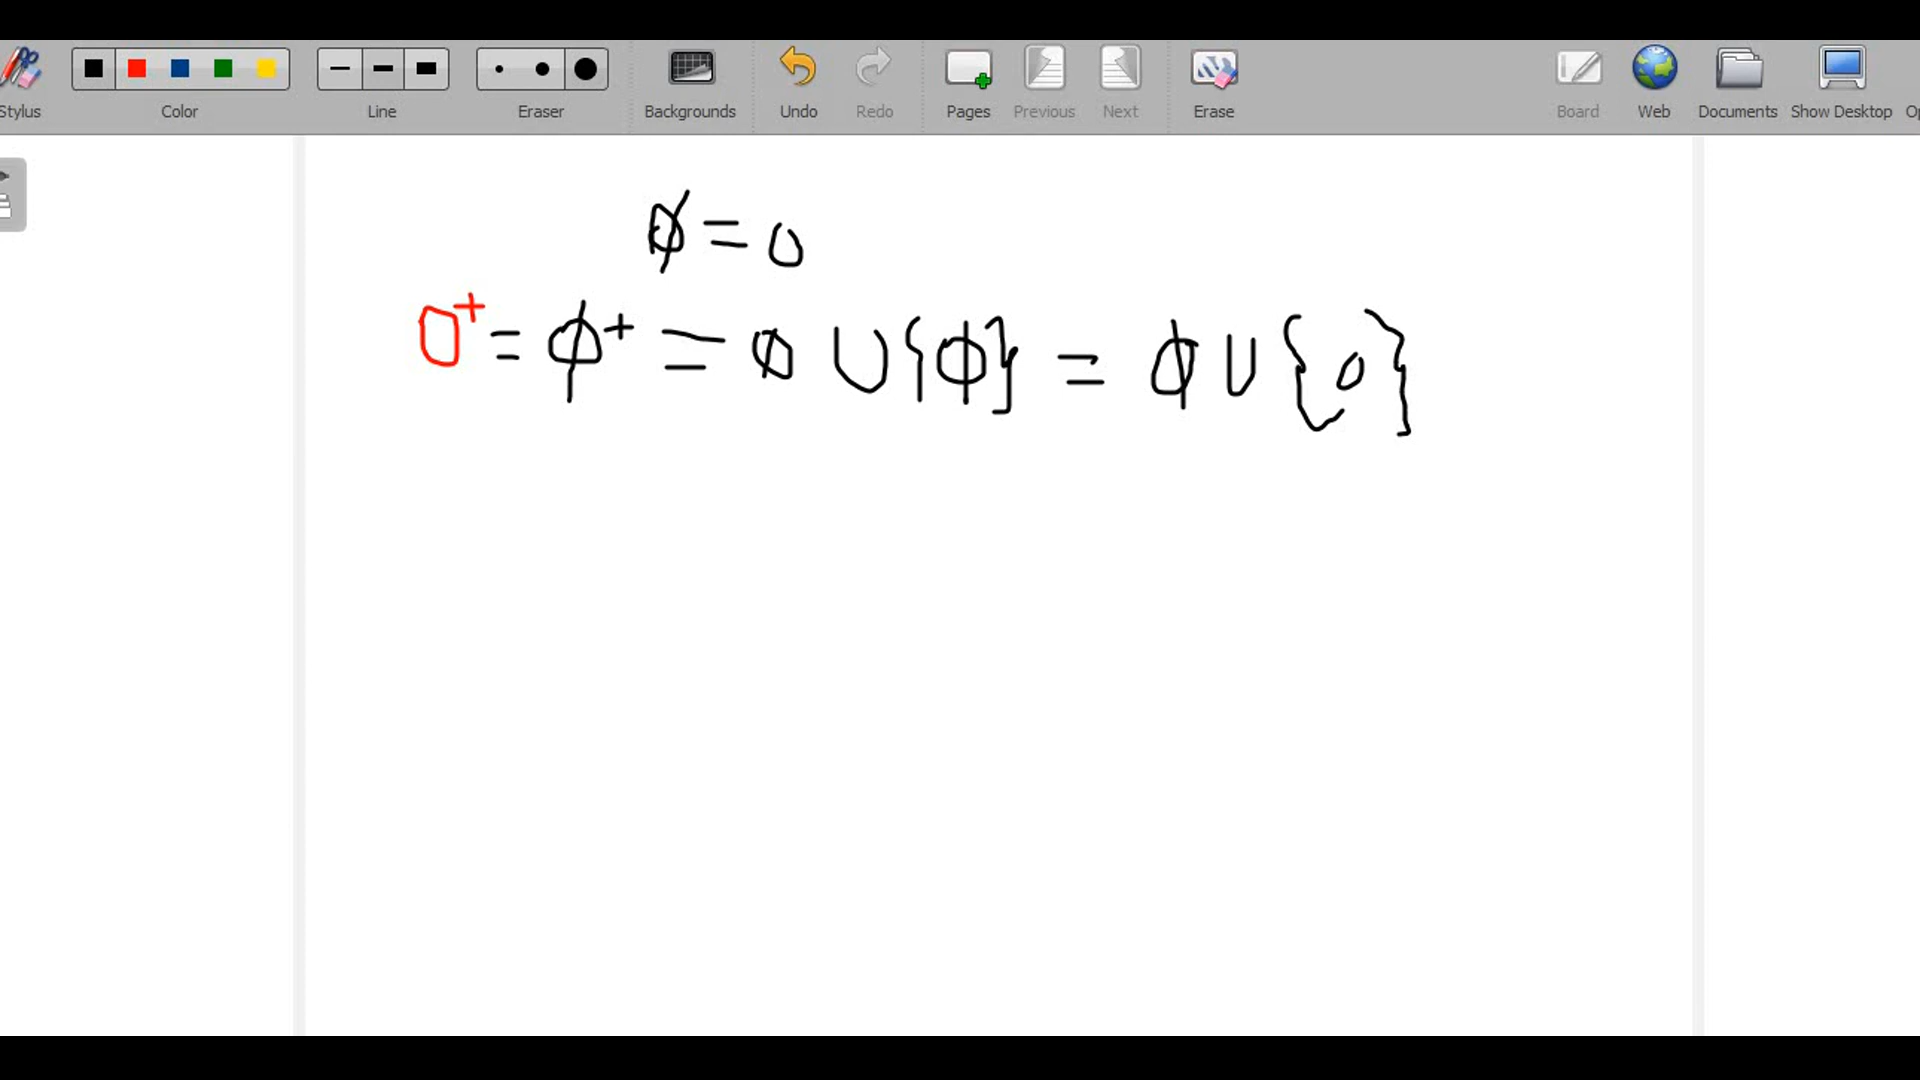 Stylus Color Line Eraser Backgrounds Undo Redo Pages Previous Next Erase Board Web Documents Show Desktop
∅ = 0
0⁺ = ∅⁺ = ∅ ∪ {∅} = ∅ ∪ {0}